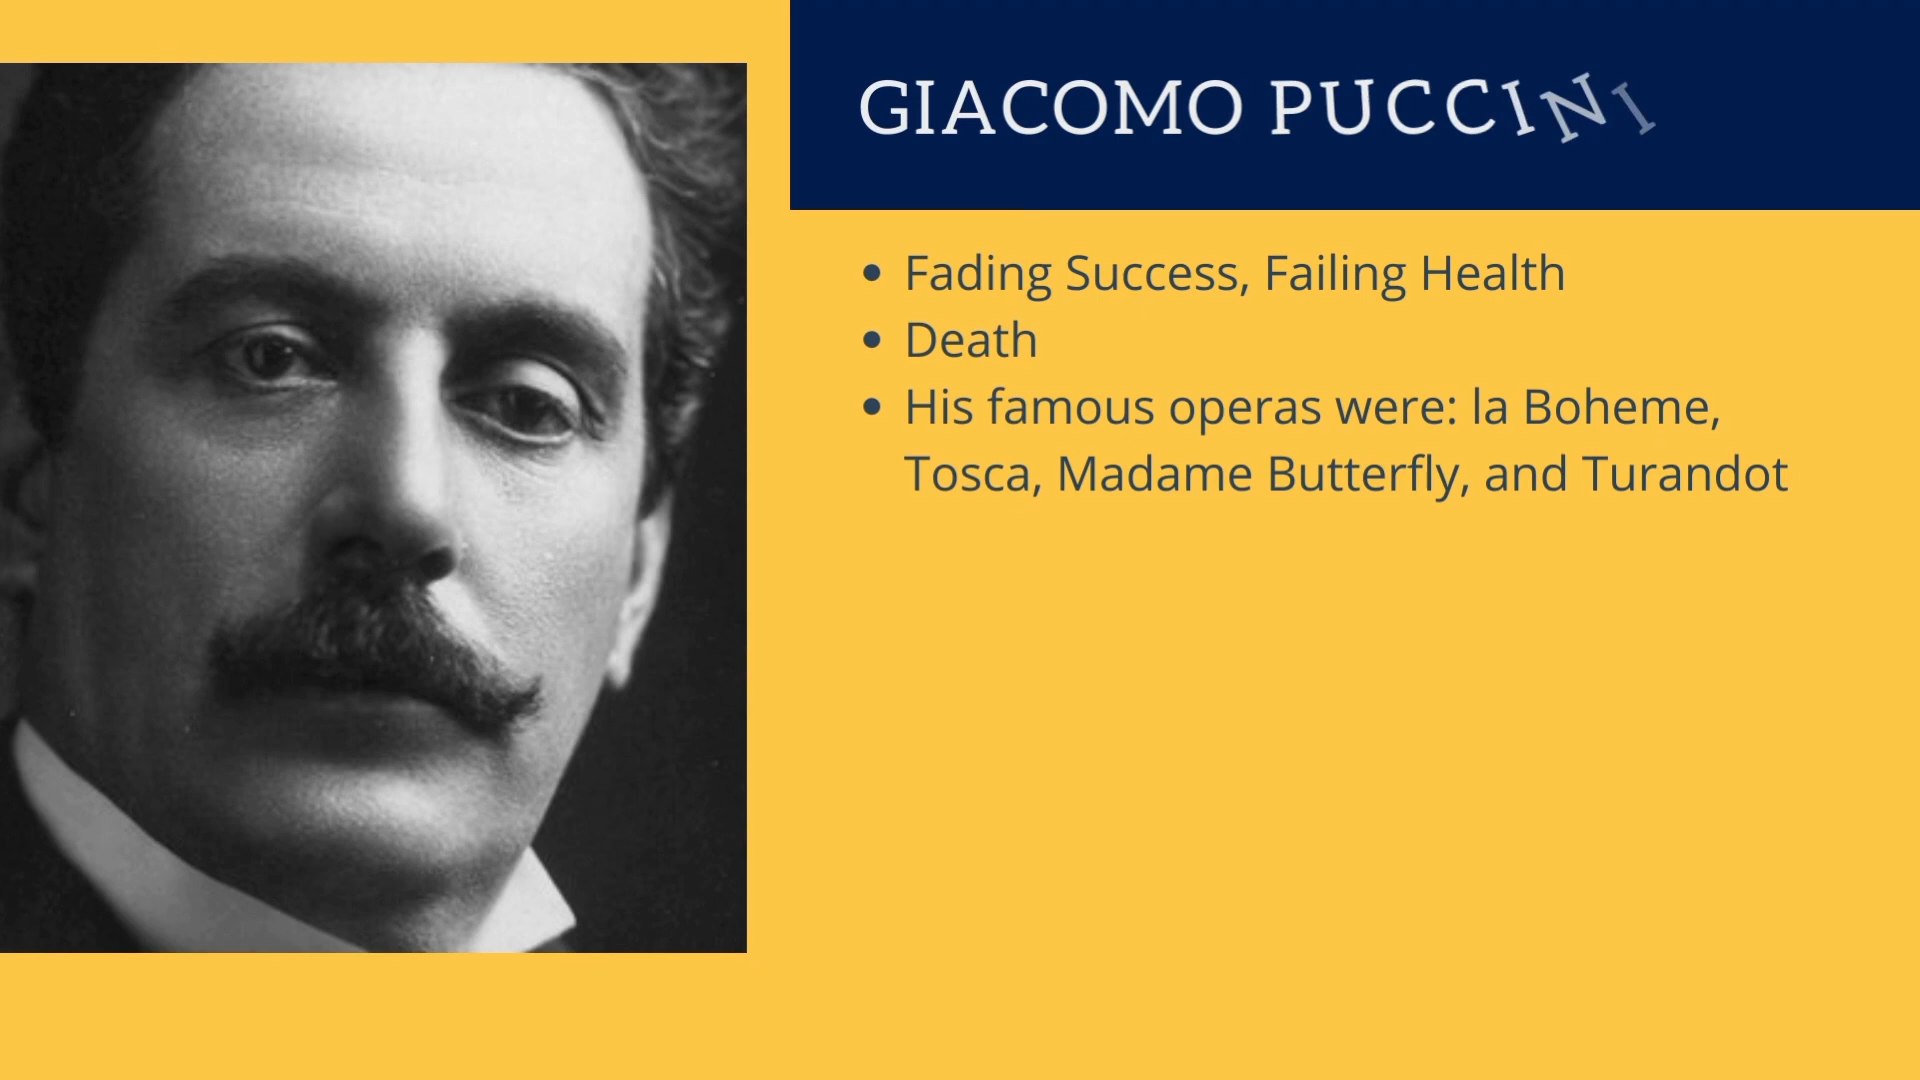 GIACOMO PUCCINI
• Fading Success, Failing Health
• Death
• His famous operas were: la Boheme,
Tosca, Madame Butterfly, and Turandot